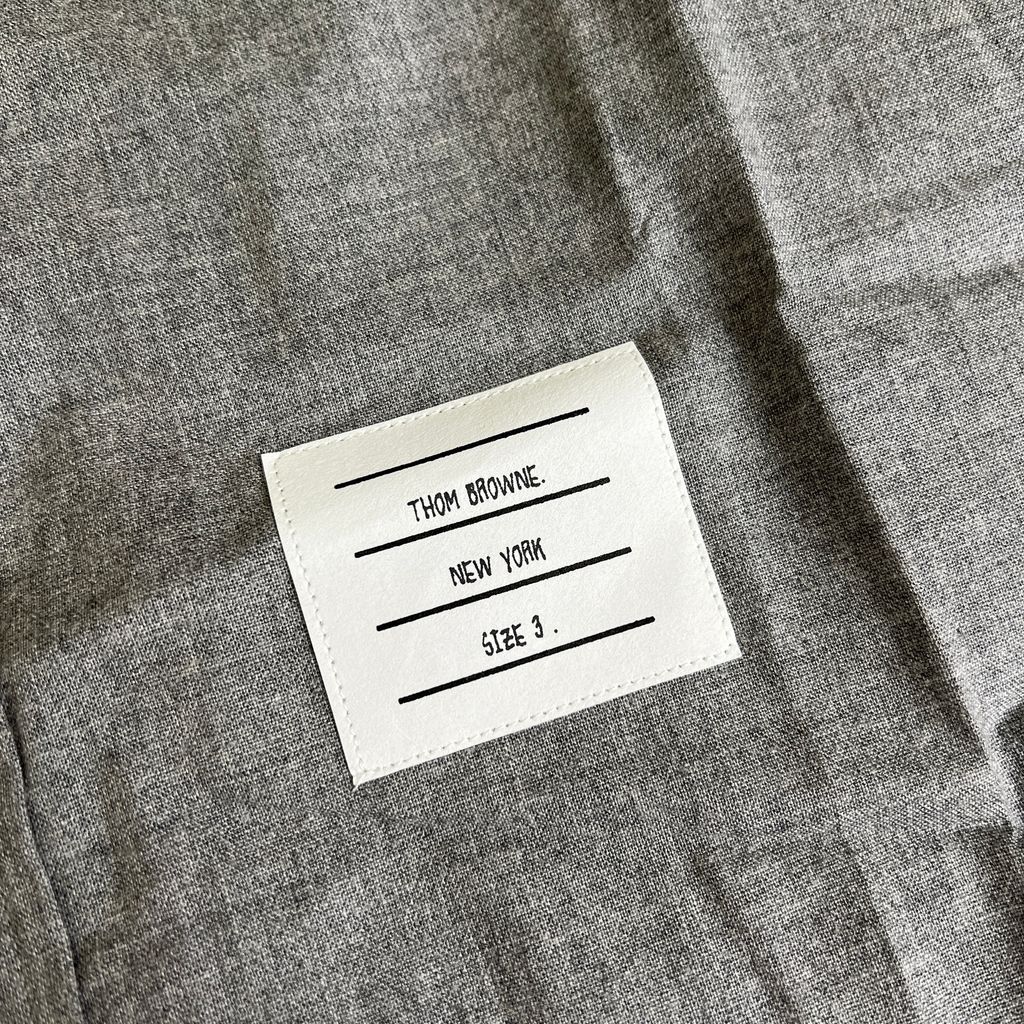 THOM BROWNE.
NEW YORK
SIZE 3 .